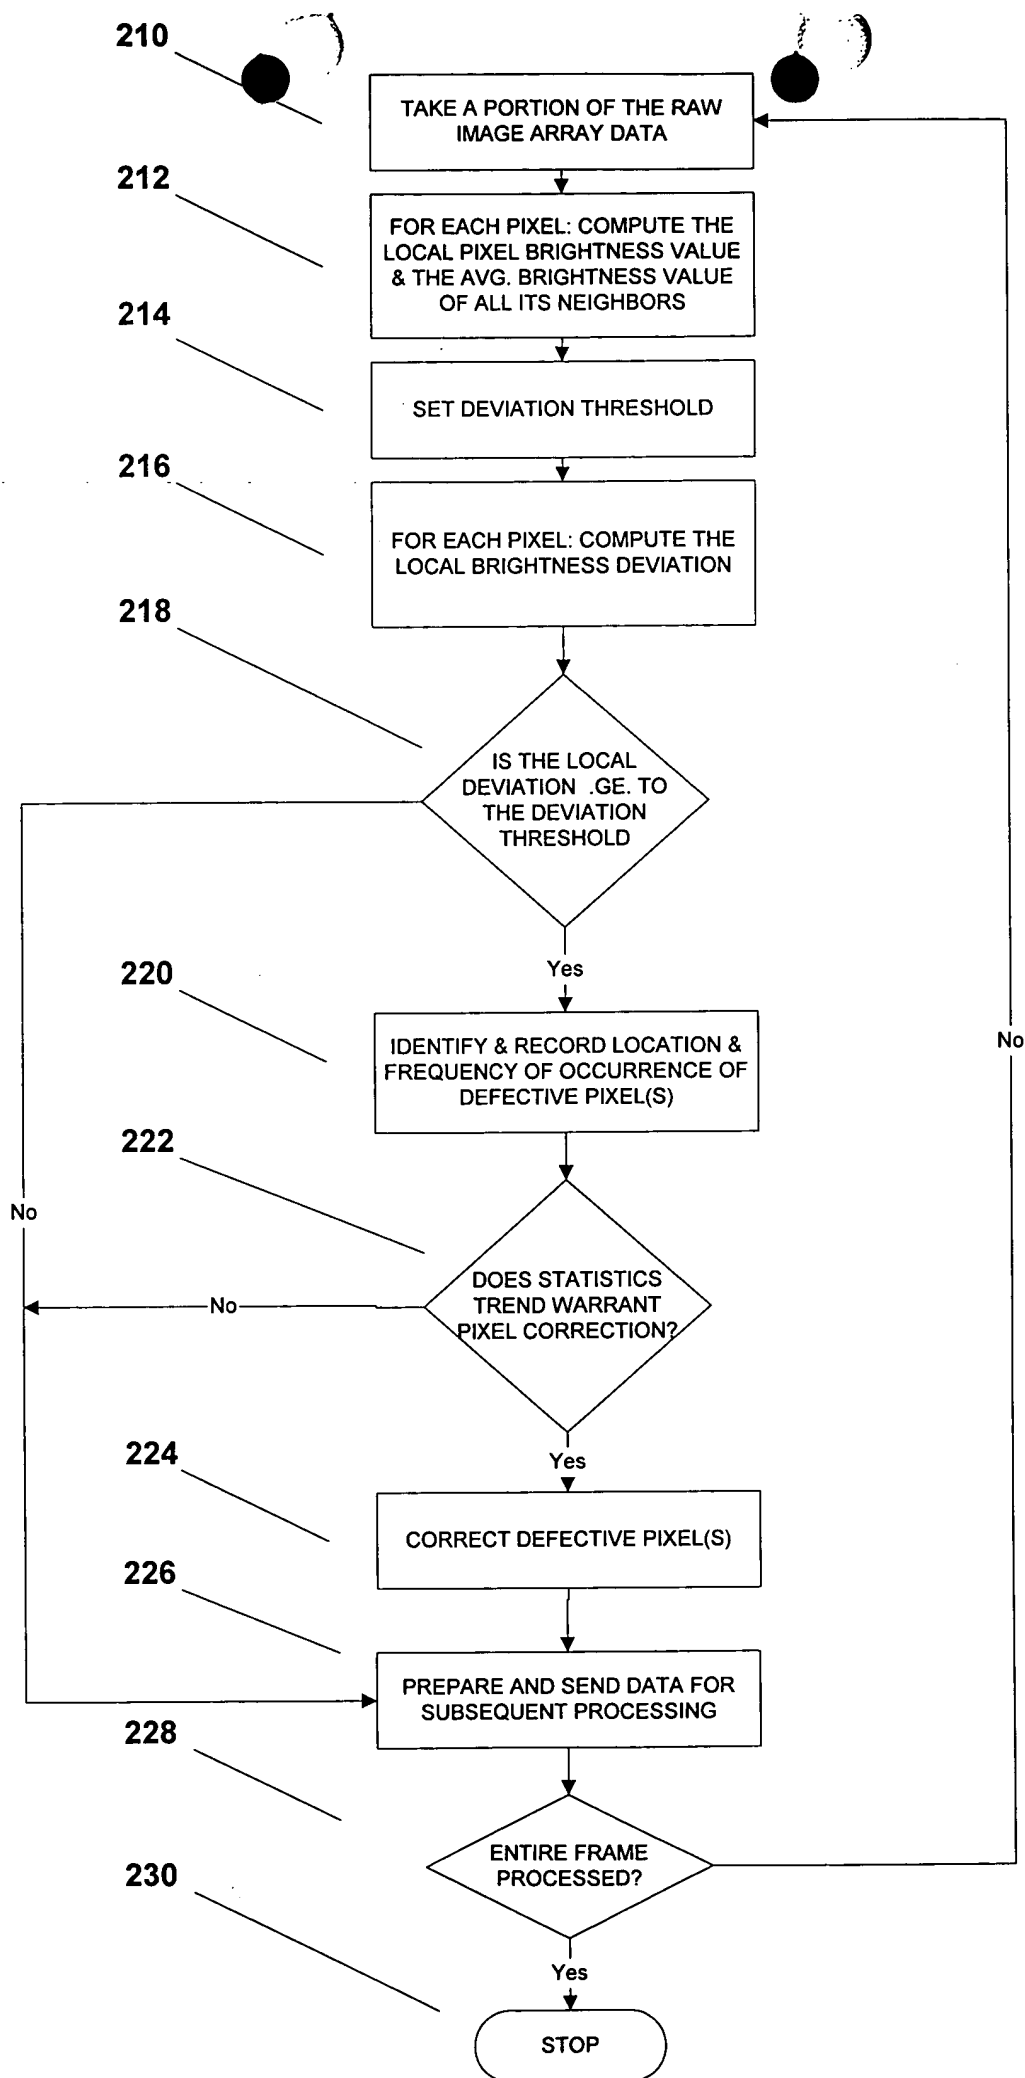 210
TAKE A PORTION OF THE RAW
IMAGE ARRAY DATA
212
FOR EACH PIXEL: COMPUTE THE
LOCAL PIXEL BRIGHTNESS VALUE
& THE AVG. BRIGHTNESS VALUE
OF ALL ITS NEIGHBORS
214
SET DEVIATION THRESHOLD
216
FOR EACH PIXEL: COMPUTE THE
LOCAL BRIGHTNESS DEVIATION
218
IS THE LOCAL
DEVIATION .GE. TO
THE DEVIATION
THRESHOLD
Yes
220
IDENTIFY & RECORD LOCATION &
FREQUENCY OF OCCURRENCE OF
DEFECTIVE PIXEL(S)
No
222
No
DOES STATISTICS
TREND WARRANT
PIXEL CORRECTION?
No
Yes
224
CORRECT DEFECTIVE PIXEL(S)
226
PREPARE AND SEND DATA FOR
SUBSEQUENT PROCESSING
228
ENTIRE FRAME
PROCESSED?
230
Yes
STOP